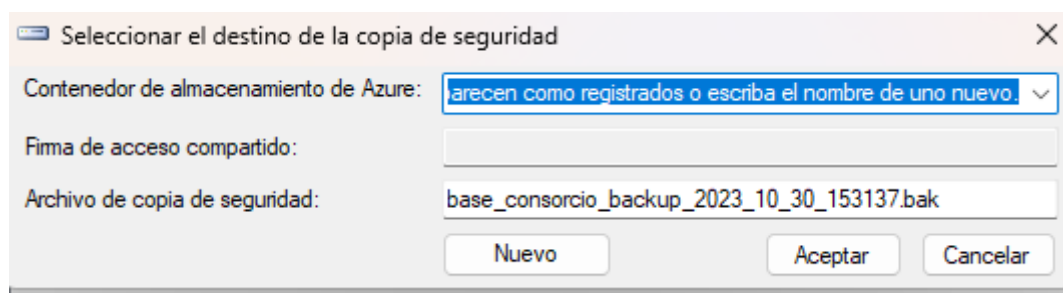 Seleccionar el destino de la copia de seguridad
Contenedor de almacenamiento de Azure: arecen como registrados o escriba el nombre de uno nuevo.
Firma de acceso compartido:
Archivo de copia de seguridad: base_consorcio_backup_2023_10_30_153137.bak
Nuevo Aceptar Cancelar